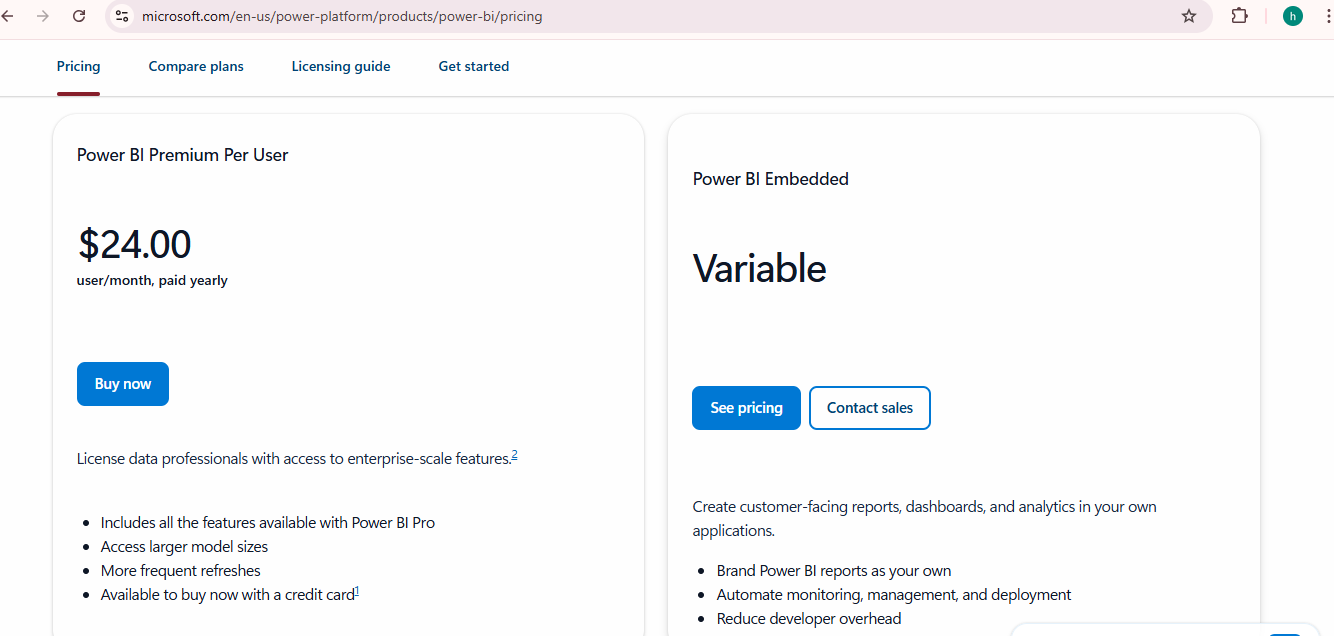 microsoft.com/en-us/power-platform/products/power-bi/pricing
h
Pricing
Compare plans
Licensing guide
Get started
Power BI Premium Per User
$24.00
user/month, paid yearly
Buy now
License data professionals with access to enterprise-scale features.2
Includes all the features available with Power BI Pro
Access larger model sizes
More frequent refreshes
Available to buy now with a credit card1
Power BI Embedded
Variable
See pricing
Contact sales
Create customer-facing reports, dashboards, and analytics in your own
applications.
Brand Power BI reports as your own
Automate monitoring, management, and deployment
Reduce developer overhead